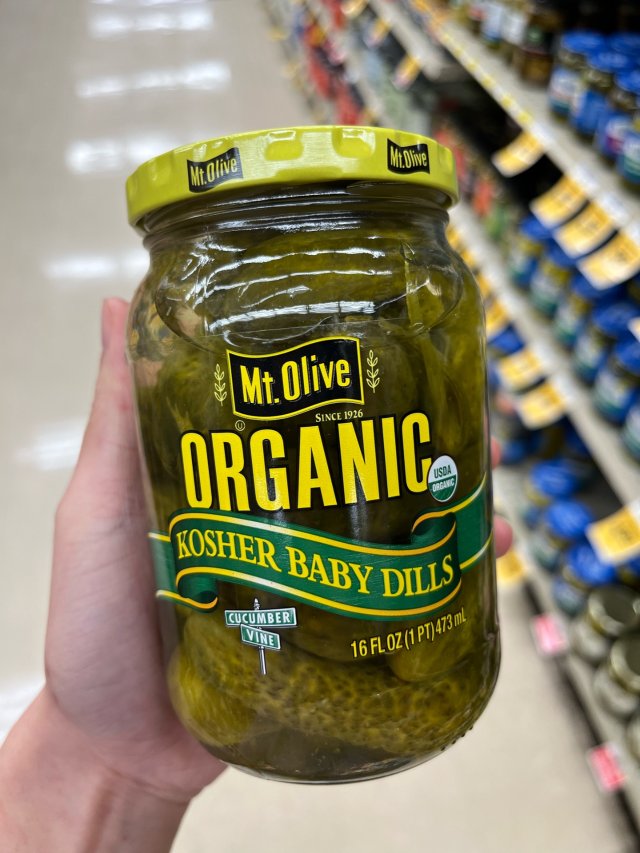 Mt. Olive
Mt. Olive
Mt. Olive
SINCE 1926
U
ORGANIC
USDA
ORGANIC
KOSHER BABY DILLS
CUCUMBER
VINE
16 FL OZ (1 PT) 473 mL